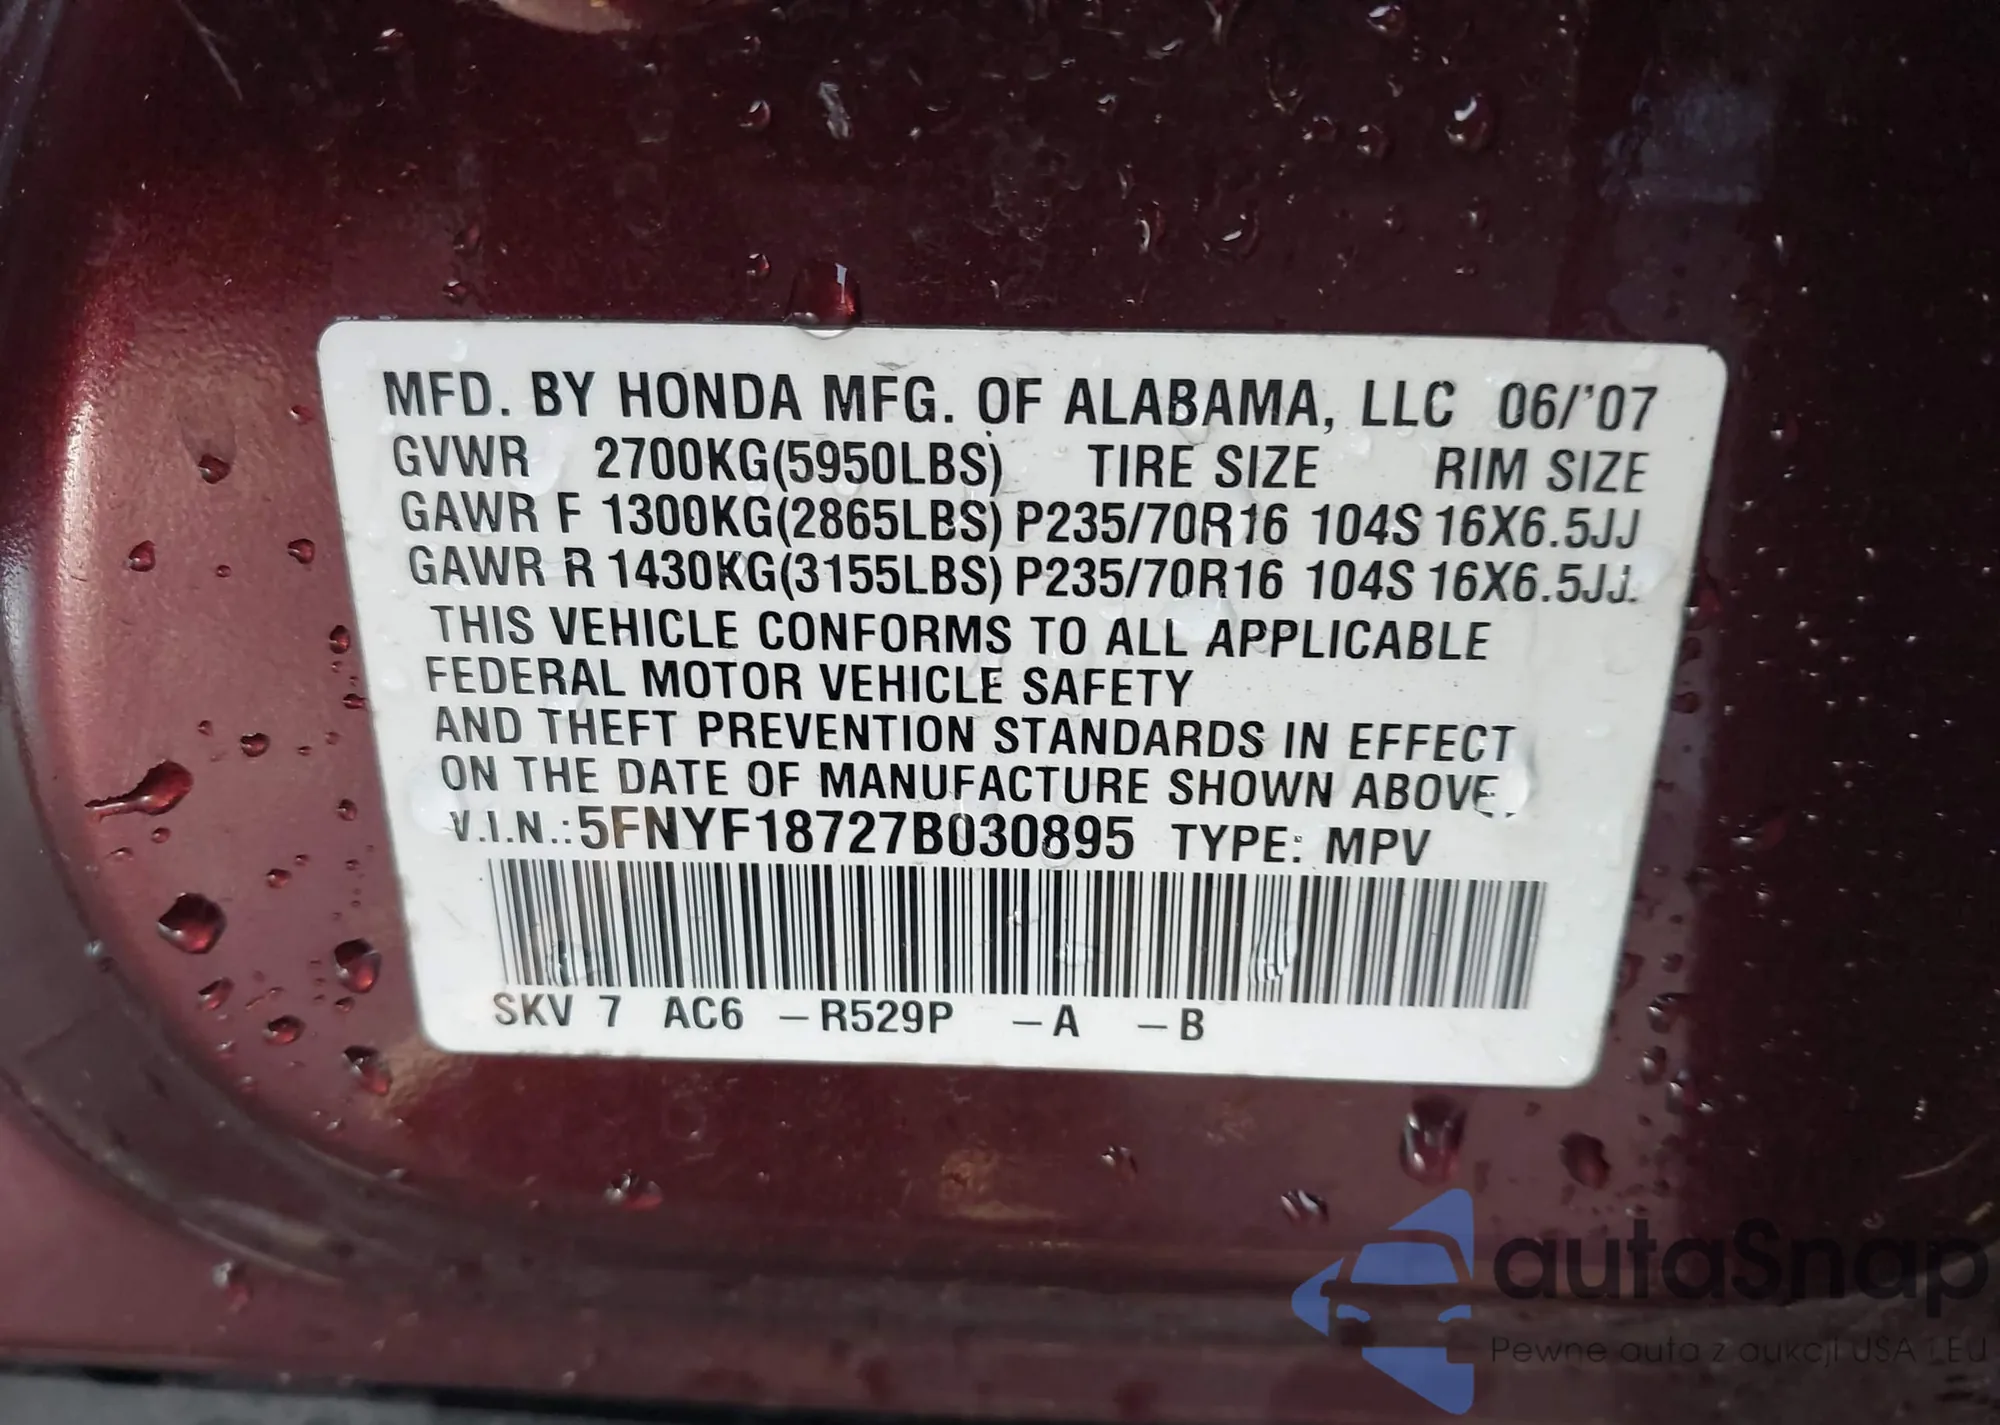 MFD. BY HONDA MFG. OF ALABAMA, LLC 06/'07
GVWR 2700KG(5950LBS) TIRE SIZE RIM SIZE
GAWR F 1300KG(2865LBS) P235/70R16 104S 16X6.5JJ
GAWR R 1430KG(3155LBS) P235/70R16 104S 16X6.5JJ.
THIS VEHICLE CONFORMS TO ALL APPLICABLE
FEDERAL MOTOR VEHICLE SAFETY
AND THEFT PREVENTION STANDARDS IN EFFECT
ON THE DATE OF MANUFACTURE SHOWN ABOVE.
V.I.N.: 5FNYF18727B030895 TYPE: MPV
SKV 7 AC6 –R529P –A –B
autaSnap
Pewne auta z aukcji USA i EU